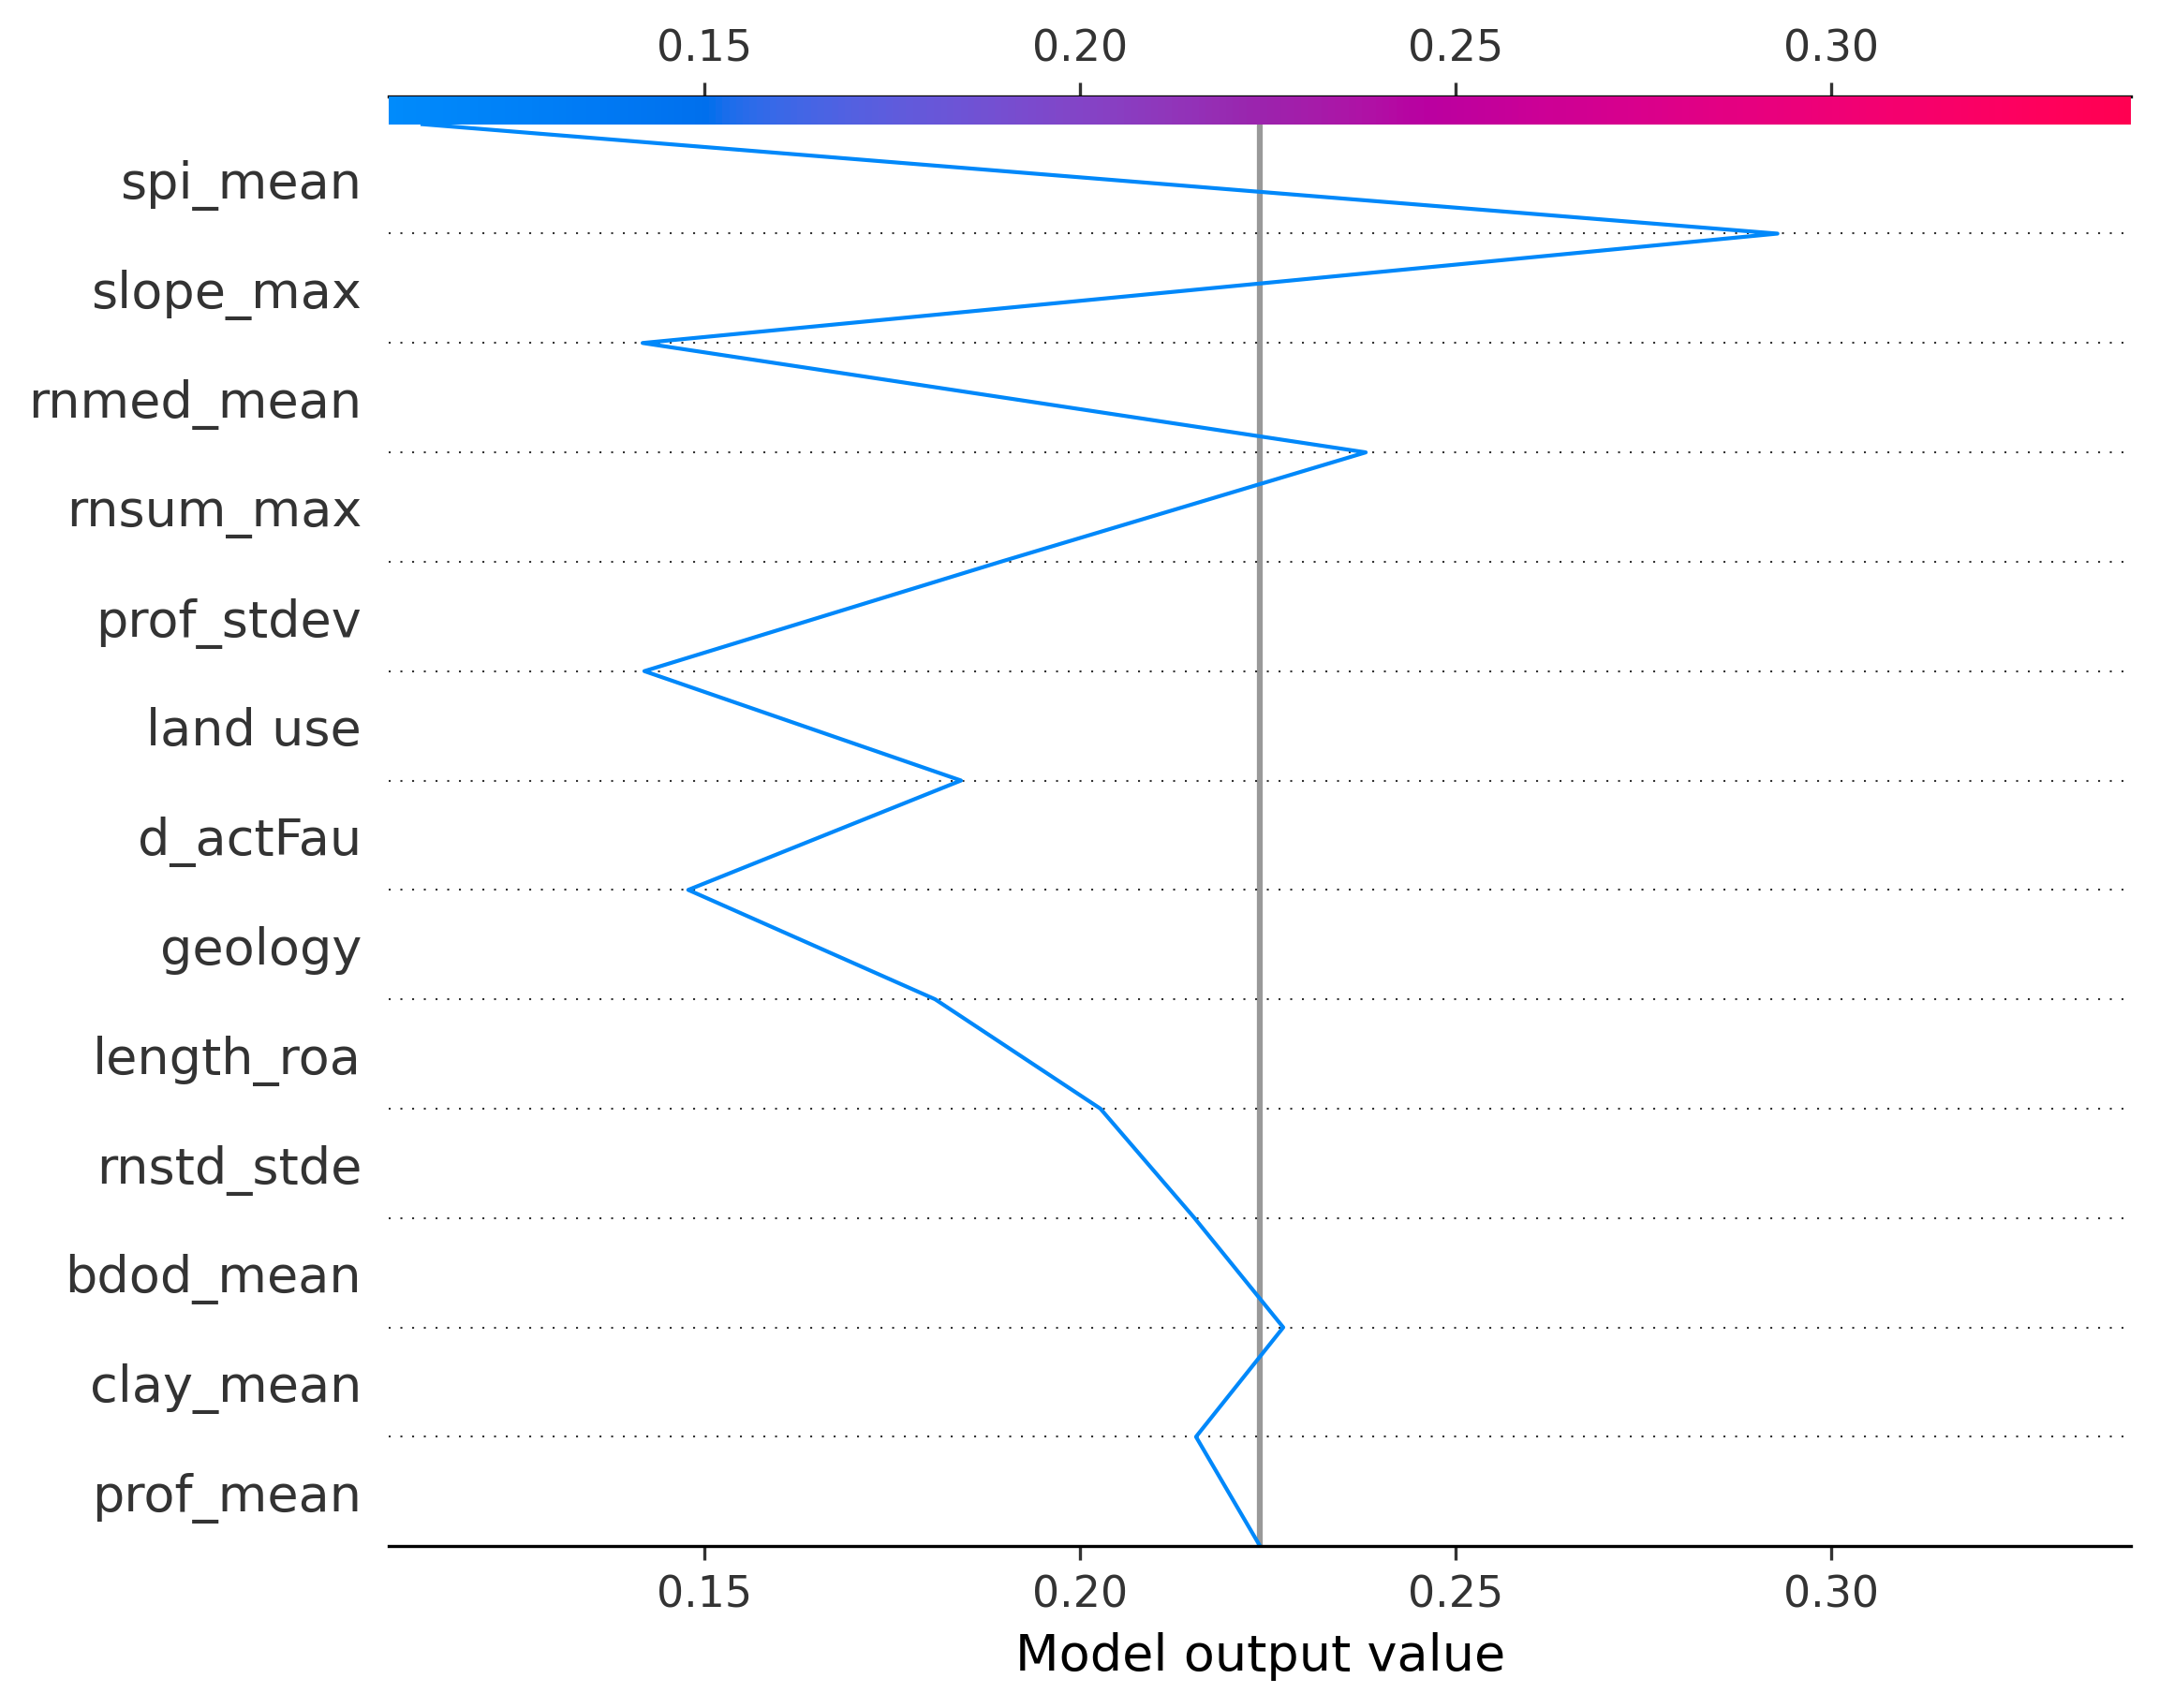 0.15 0.20 0.25 0.30
spi_mean
slope_max
rnmed_mean
rnsum_max
prof_stdev
land use
d_actFau
geology
length_roa
rnstd_stde
bdod_mean
clay_mean
prof_mean
0.15 0.20 0.25 0.30
Model output value